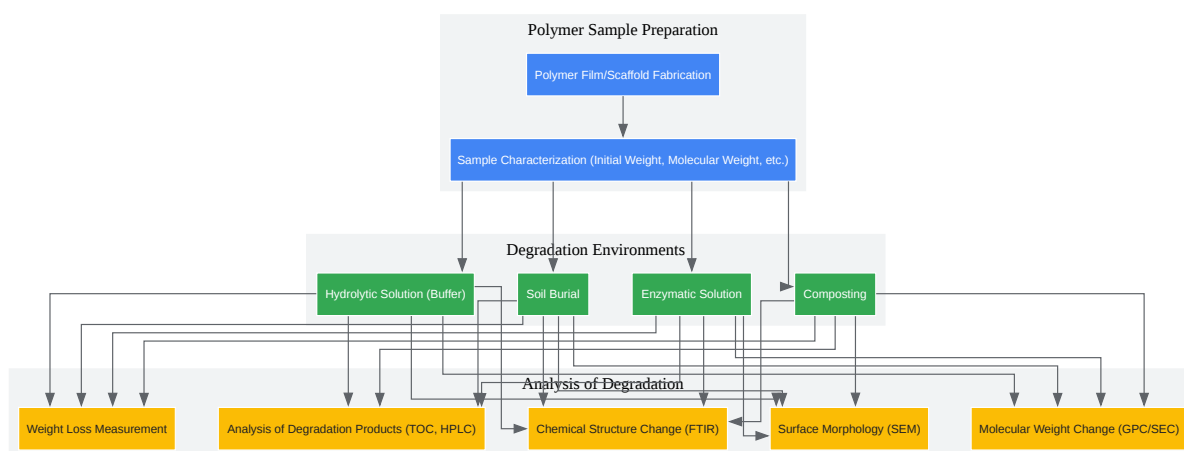 Polymer Sample Preparation
Polymer Film/Scaffold Fabrication
Sample Characterization (Initial Weight, Molecular Weight, etc.)
Degradation Environments
Hydrolytic Solution (Buffer)
Soil Burial
Enzymatic Solution
Composting
Analysis of Degradation
Weight Loss Measurement
Analysis of Degradation Products (TOC, HPLC)
Chemical Structure Change (FTIR)
Surface Morphology (SEM)
Molecular Weight Change (GPC/SEC)